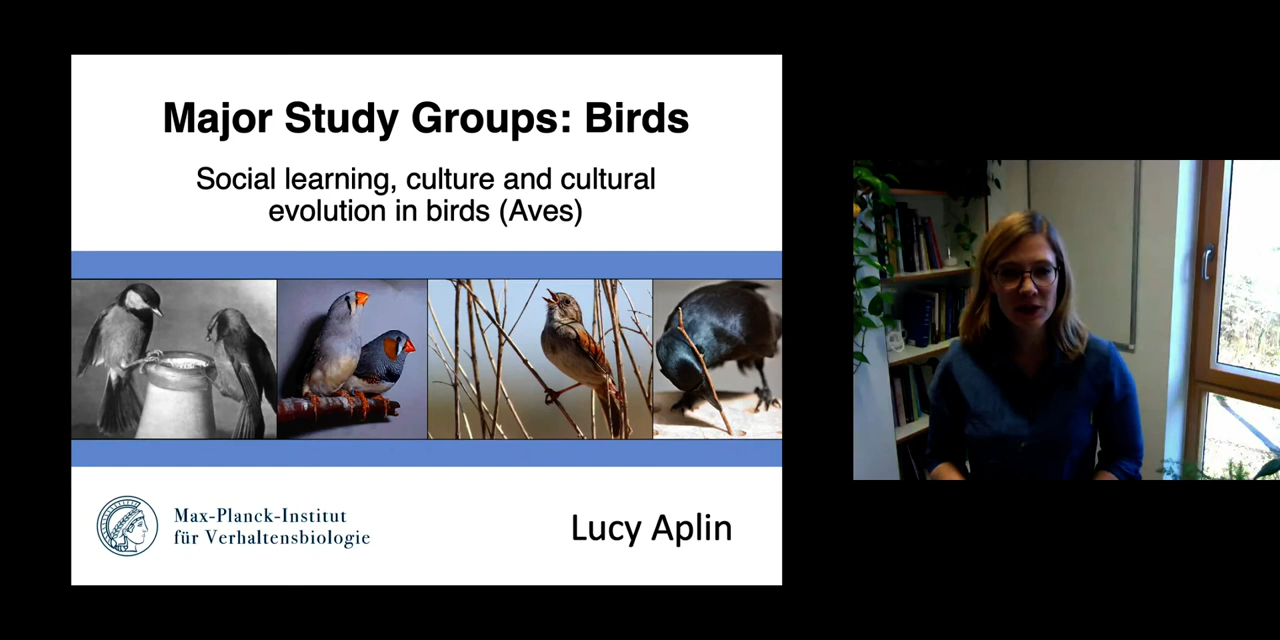 Major Study Groups: Birds
Social learning, culture and cultural
evolution in birds (Aves)
Max-Planck-Institut
für Verhaltensbiologie
Lucy Aplin